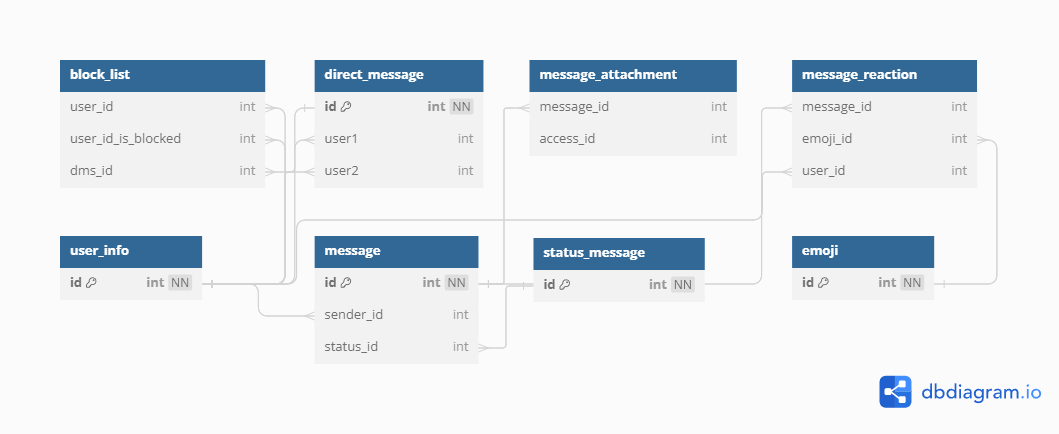 block_list
user_id int
user_id_is_blocked int
dms_id int
direct_message
id int NN
user1 int
user2 int
message_attachment
message_id int
access_id int
message_reaction
message_id int
emoji_id int
user_id int
user_info
id int NN
message
id int NN
sender_id int
status_id int
status_message
id int NN
emoji
id int NN
dbdiagram.io